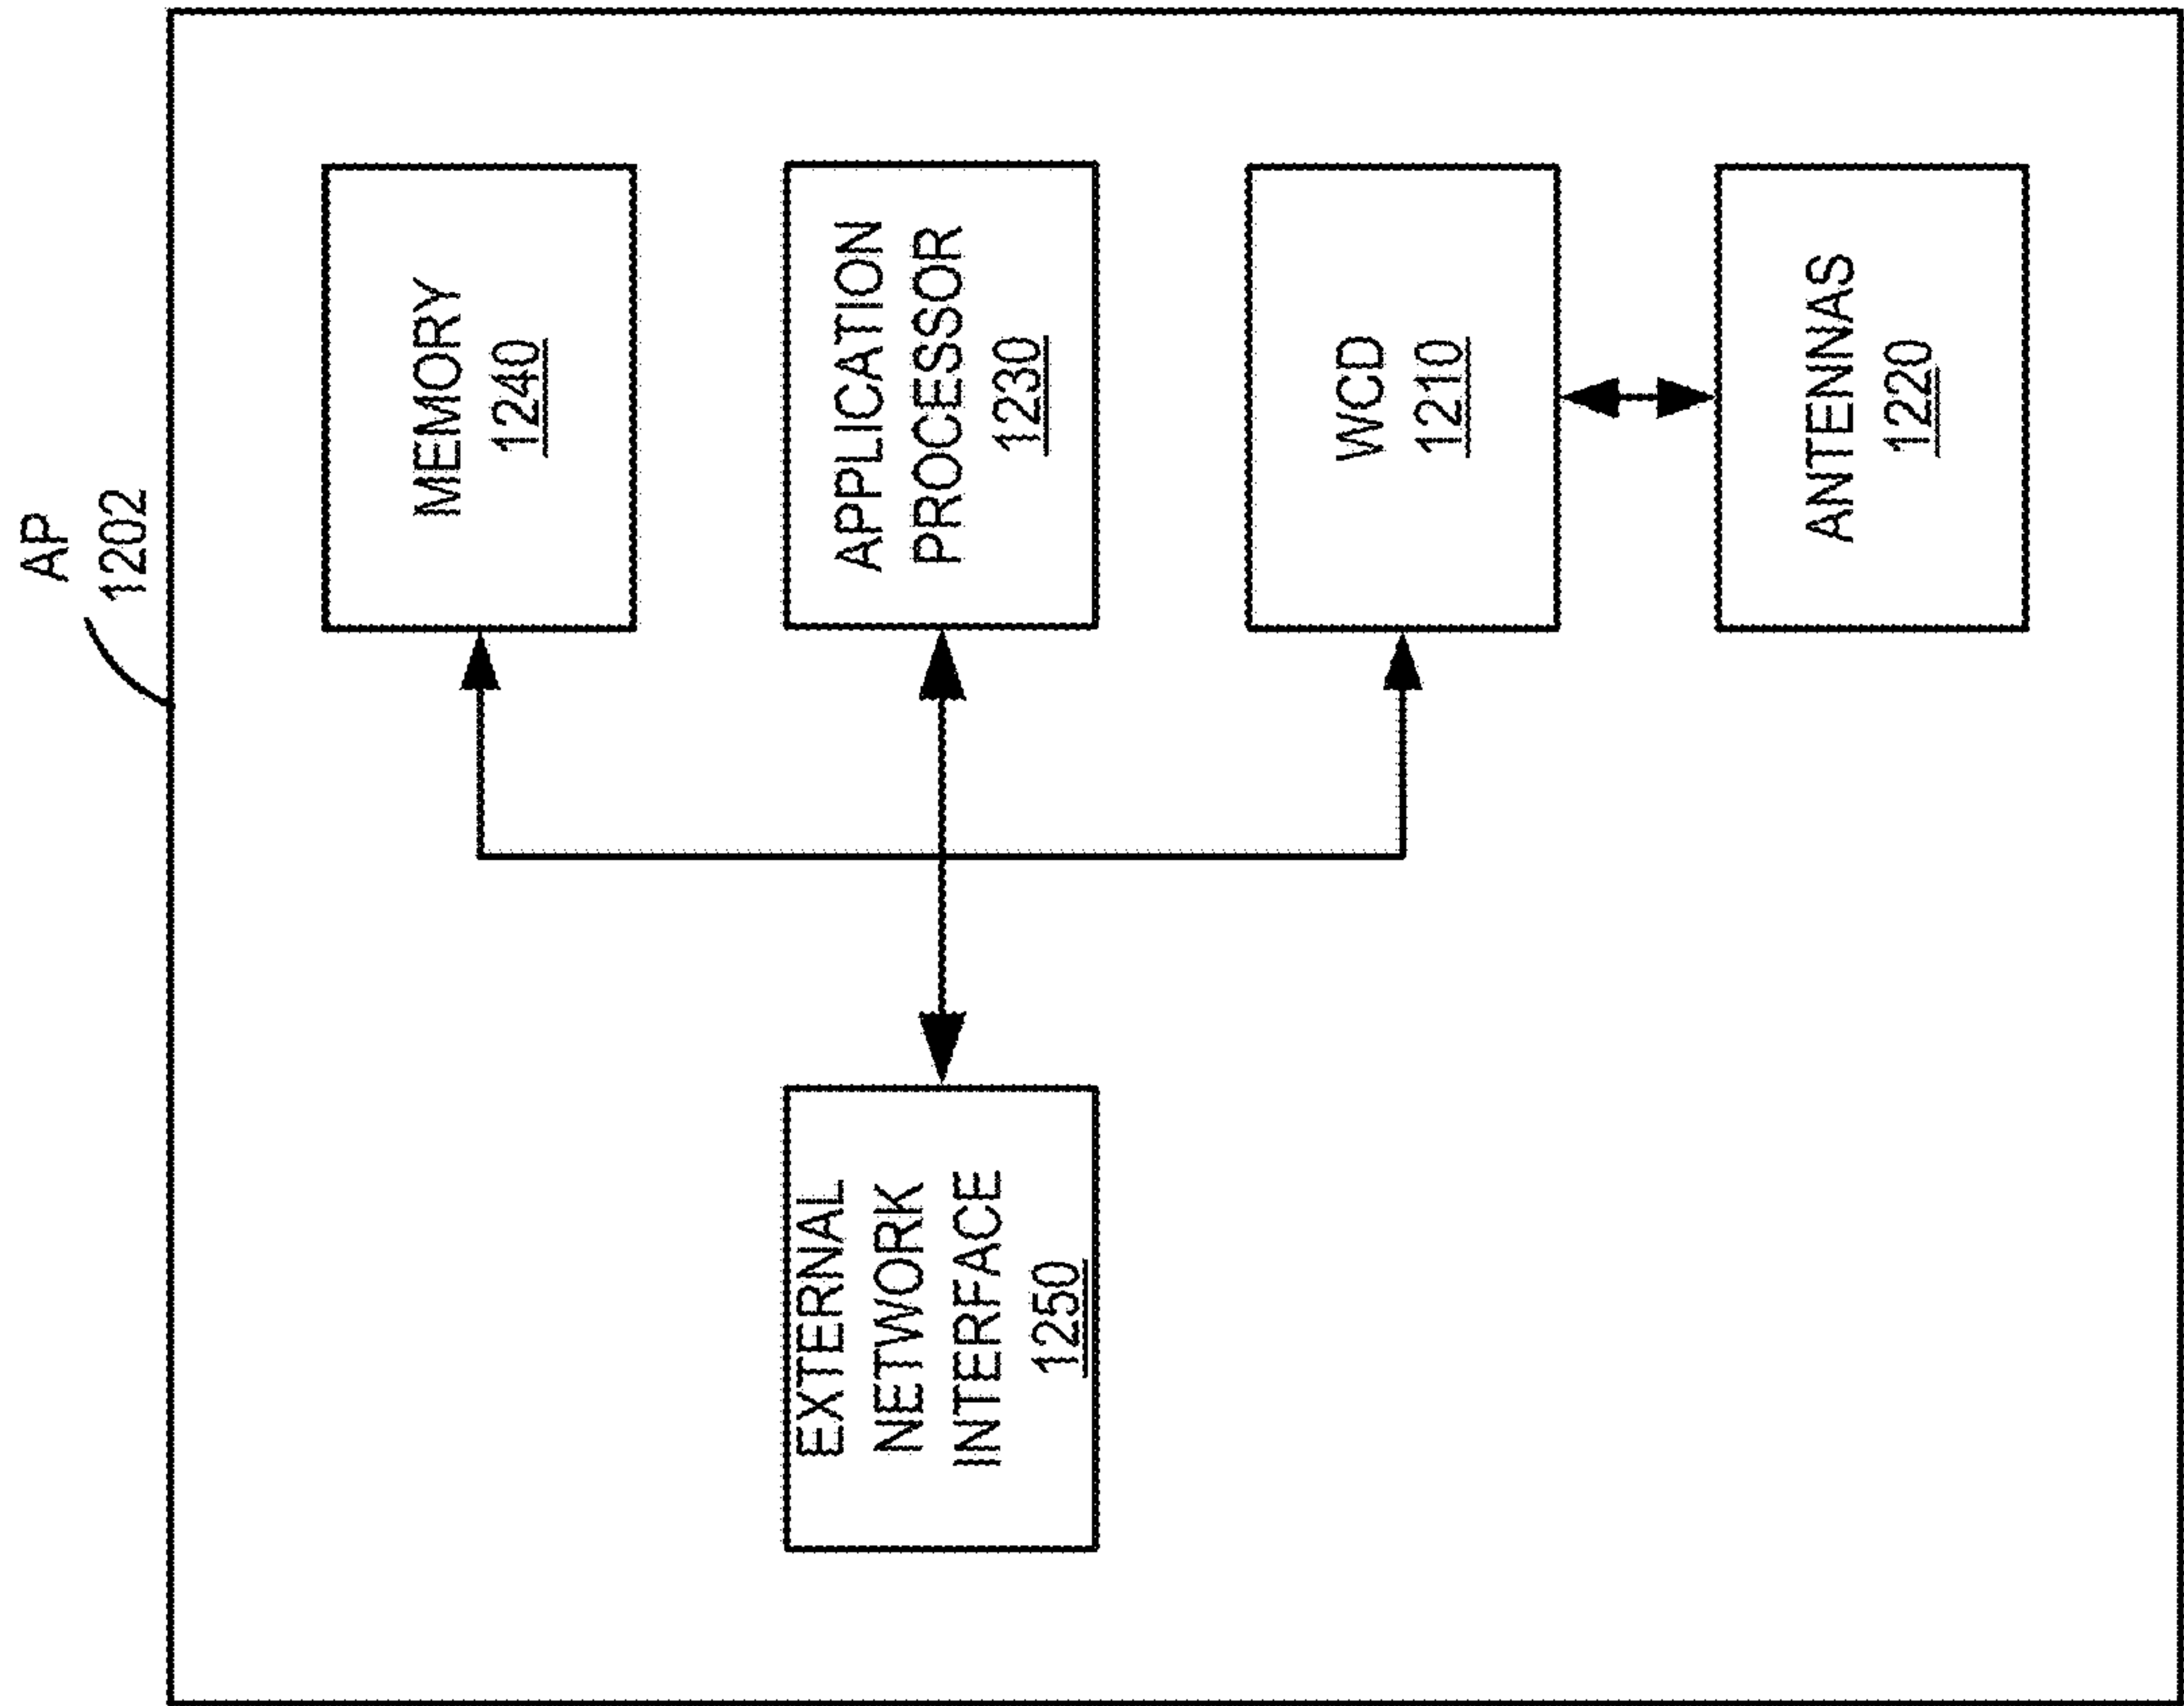 AP
1202
MEMORY
1240
APPLICATION
PROCESSOR
1230
WCD
1210
ANTENNAS
1220
EXTERNAL
NETWORK
INTERFACE
1250